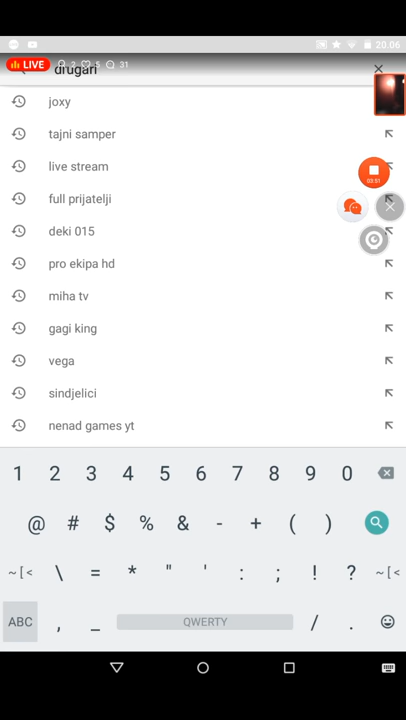 20.06
LIVE 2 5 31
drugari
joxy
tajni samper
live stream
03:51
full prijatelji
deki 015
pro ekipa hd
miha tv
gagi king
vega
sindjelici
nenad games yt
1 2 3 4 5 6 7 8 9 0
@ # $ % & - + ( )
~ [ < \ = * " ' : ; ! ? ~ [ <
ABC , _ QWERTY / .